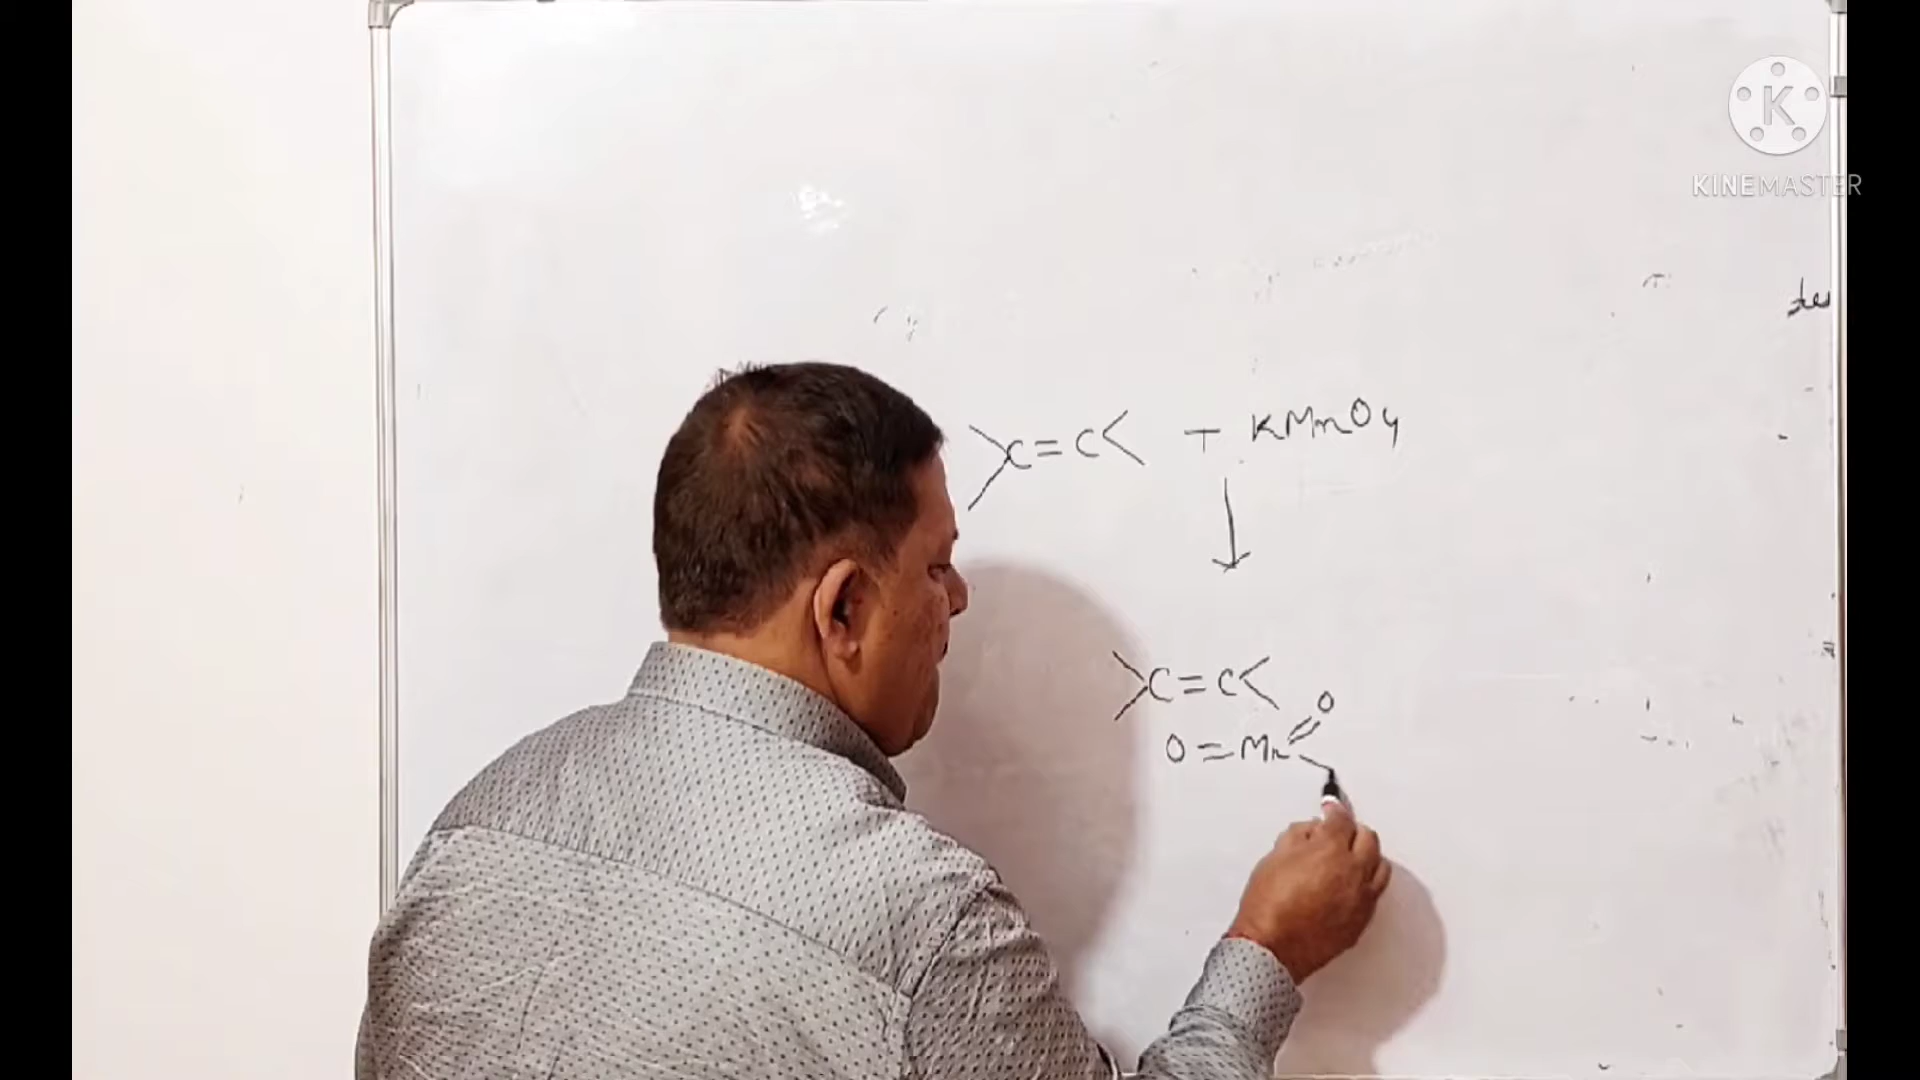 KINEMASTER
>C=C< + KMnO4
>C=C<
O
O=Mn